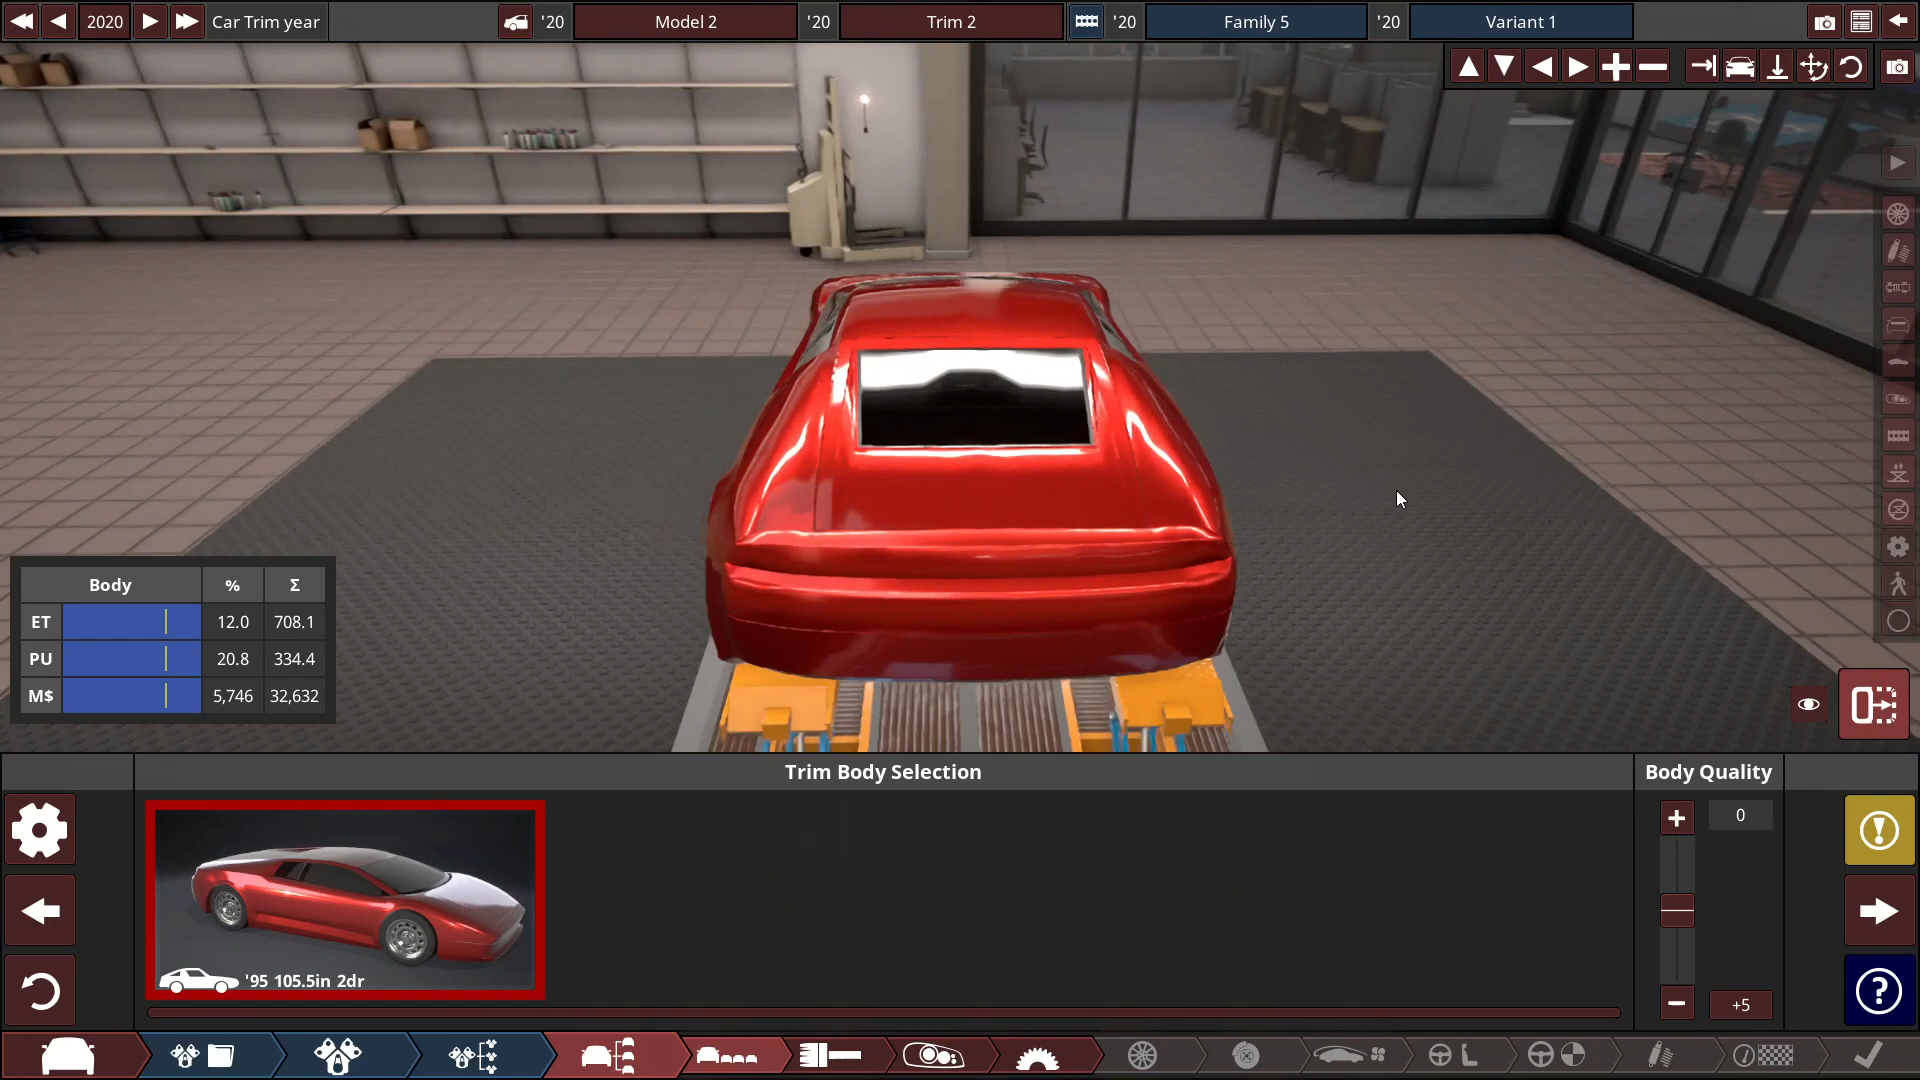 2020 Car Trim year '20 Model 2 '20 Trim 2 '20 Family 5 '20 Variant 1
Body % Σ
ET 12.0 708.1
PU 20.8 334.4
M$ 5,746 32,632
Trim Body Selection Body Quality
0
'95 105.5in 2dr
+5